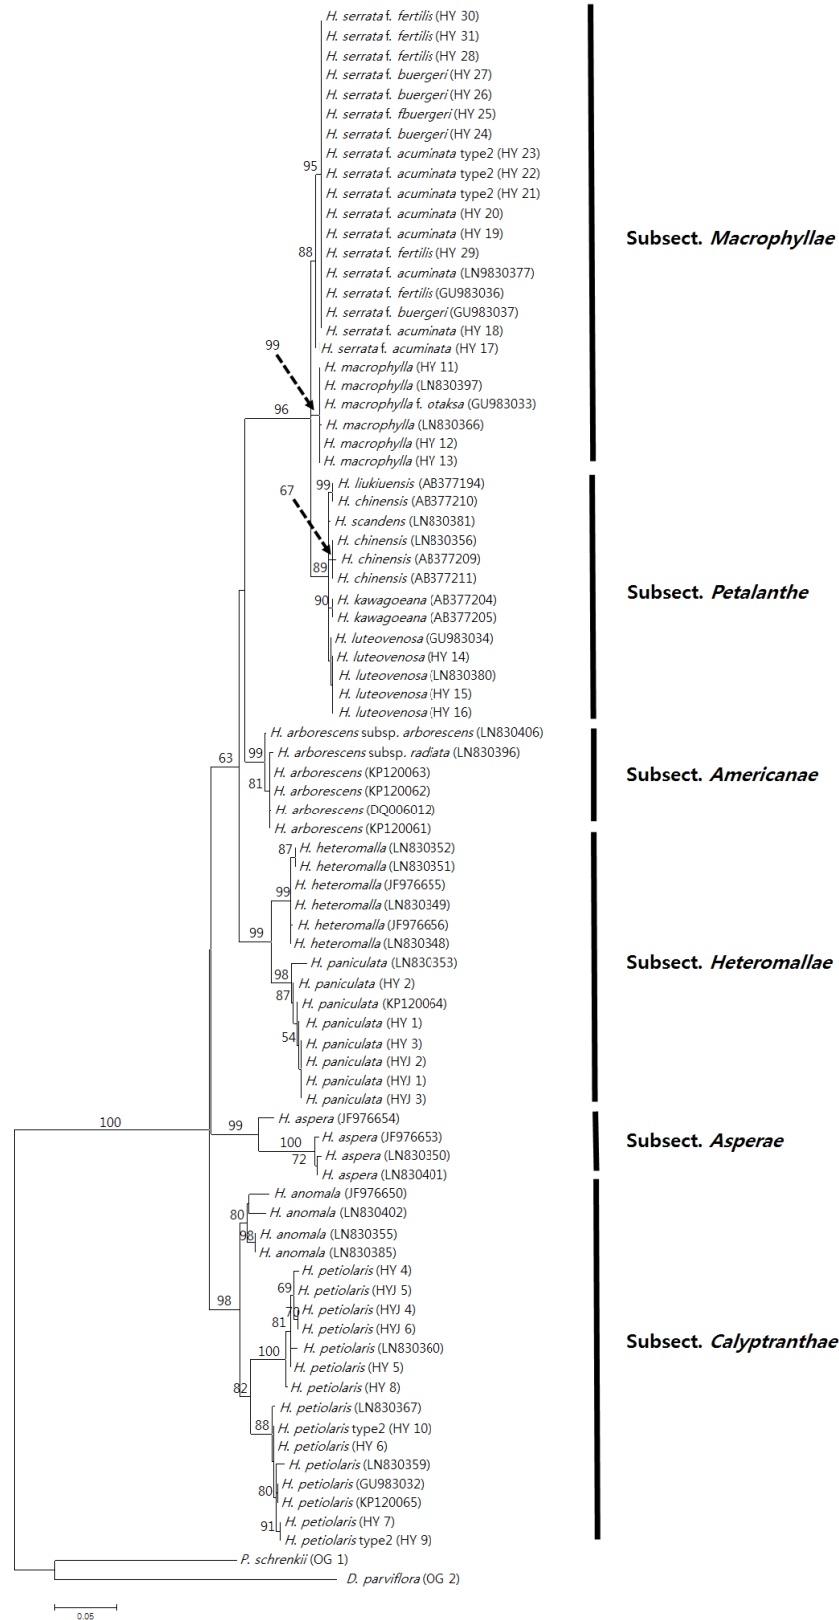 H. serrata f. fertilis (HY 30)
H. serrata f. fertilis (HY 31)
H. serrata f. fertilis (HY 28)
H. serrata f. buergeri (HY 27)
H. serrata f. buergeri (HY 26)
H. serrata f. fbuergeri (HY 25)
H. serrata f. buergeri (HY 24)
H. serrata f. acuminata type2 (HY 23)
95
H. serrata f. acuminata type2 (HY 22)
H. serrata f. acuminata type2 (HY 21)
H. serrata f. acuminata (HY 20)
H. serrata f. acuminata (HY 19)
Subsect. Macrophyllae
88
H. serrata f. fertilis (HY 29)
H. serrata f. acuminata (LN9830377)
H. serrata f. fertilis (GU983036)
H. serrata f. buergeri (GU983037)
H. serrata f. acuminata (HY 18)
99
H. serrata f. acuminata (HY 17)
H. macrophylla (HY 11)
H. macrophylla (LN830397)
96
H. macrophylla f. otaksa (GU983033)
H. macrophylla (LN830366)
H. macrophylla (HY 12)
H. macrophylla (HY 13)
99
H. liukiuensis (AB377194)
67
H. chinensis (AB377210)
H. scandens (LN830381)
H. chinensis (LN830356)
H. chinensis (AB377209)
89
H. chinensis (AB377211)
Subsect. Petalanthe
90
H. kawagoeana (AB377204)
H. kawagoeana (AB377205)
H. luteovenosa (GU983034)
H. luteovenosa (HY 14)
H. luteovenosa (LN830380)
H. luteovenosa (HY 15)
H. luteovenosa (HY 16)
H. arborescens subsp. arborescens (LN830406)
63
99
H. arborescens subsp. radiata (LN830396)
H. arborescens (KP120063)
Subsect. Americanae
81
H. arborescens (KP120062)
H. arborescens (DQ006012)
H. arborescens (KP120061)
87
H. heteromalla (LN830352)
H. heteromalla (LN830351)
99
H. heteromalla (JF976655)
H. heteromalla (LN830349)
H. heteromalla (JF976656)
99
H. heteromalla (LN830348)
98
H. paniculata (LN830353)
Subsect. Heteromallae
H. paniculata (HY 2)
87
H. paniculata (KP120064)
H. paniculata (HY 1)
54
H. paniculata (HY 3)
H. paniculata (HYJ 2)
H. paniculata (HYJ 1)
H. paniculata (HYJ 3)
100
99
H. aspera (JF976654)
100
H. aspera (JF976653)
Subsect. Asperae
72
H. aspera (LN830350)
H. aspera (LN830401)
H. anomala (JF976650)
80
H. anomala (LN830402)
98
H. anomala (LN830355)
H. anomala (LN830385)
H. petiolaris (HY 4)
69
H. petiolaris (HYJ 5)
98
70
H. petiolaris (HYJ 4)
81
H. petiolaris (HYJ 6)
Subsect. Calyptranthae
100
H. petiolaris (LN830360)
H. petiolaris (HY 5)
82
H. petiolaris (HY 8)
H. petiolaris (LN830367)
88
H. petiolaris type2 (HY 10)
H. petiolaris (HY 6)
H. petiolaris (LN830359)
80
H. petiolaris (GU983032)
H. petiolaris (KP120065)
91
H. petiolaris (HY 7)
H. petiolaris type2 (HY 9)
P. schrenkii (OG 1)
D. parviflora (OG 2)
0.05